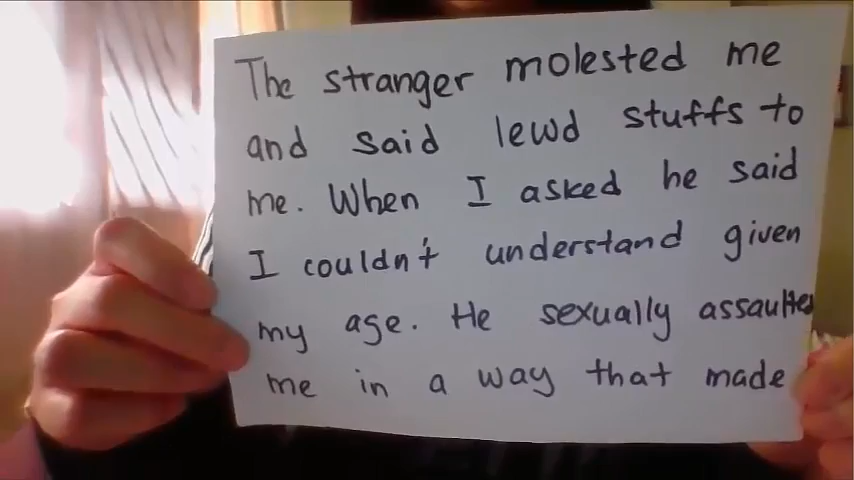 The stranger molested me
and said lewd stuffs to
me. When I asked he said
I couldn't understand given
my age. He sexually assaulted
me in a way that made